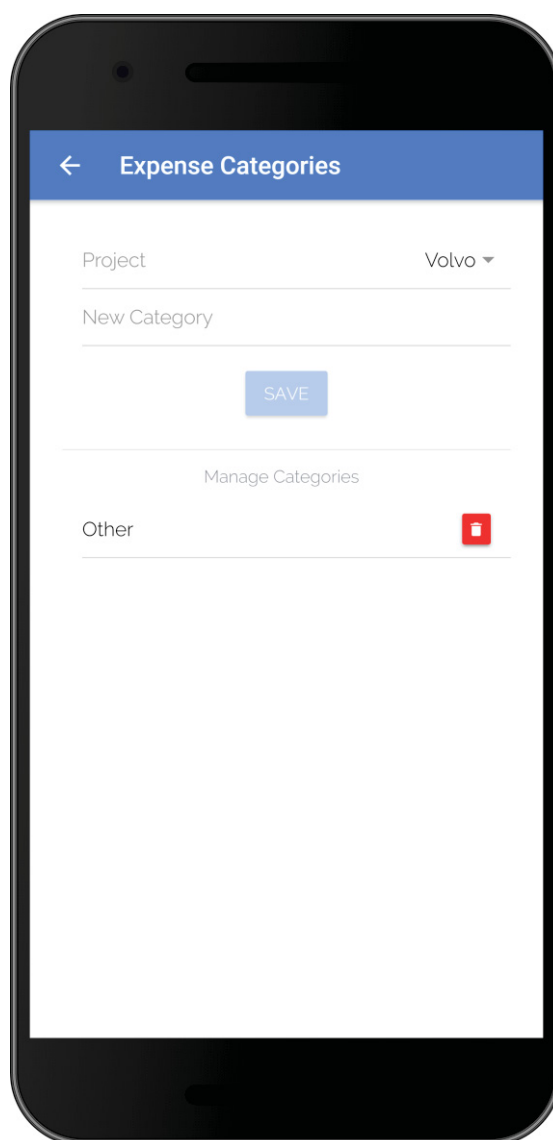 Expense Categories
Project Volvo
New Category
SAVE
Manage Categories
Other